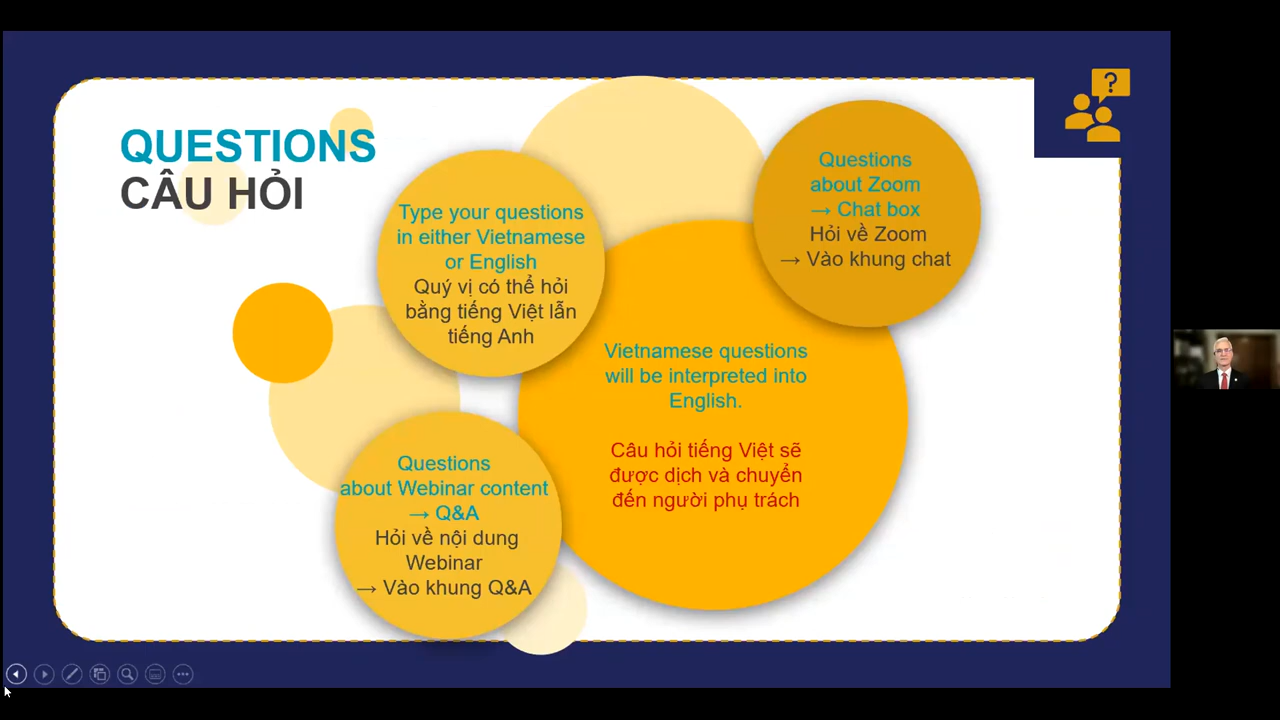 QUESTIONS
CÂU HỎI
Type your questions
in either Vietnamese
or English
Quý vị có thể hỏi
bằng tiếng Việt lẫn
tiếng Anh
Questions
about Zoom
→ Chat box
Hỏi về Zoom
→ Vào khung chat
Vietnamese questions
will be interpreted into
English.
Câu hỏi tiếng Việt sẽ
được dịch và chuyển
đến người phụ trách
Questions
about Webinar content
→ Q&A
Hỏi về nội dung
Webinar
→ Vào khung Q&A
?